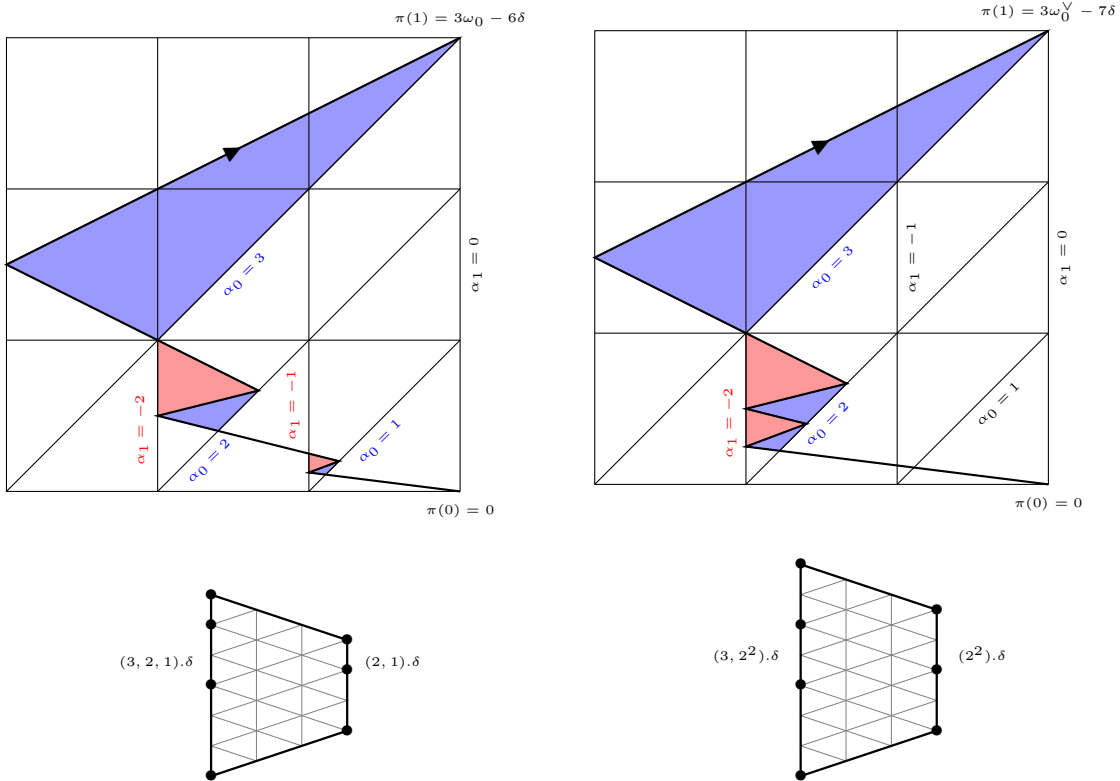 π(1) = 3ω₀ − 6δ
α₀ = 3
α₁ = 0
α₁ = −2
α₁ = −1
α₀ = 2
α₀ = 1
π(0) = 0
π(1) = 3ω₀^∨ − 7δ
α₀ = 3
α₁ = −1
α₁ = 0
α₁ = −2
α₀ = 2
α₀ = 1
π(0) = 0
(3, 2, 1).δ
(2, 1).δ
(3, 2²).δ
(2²).δ